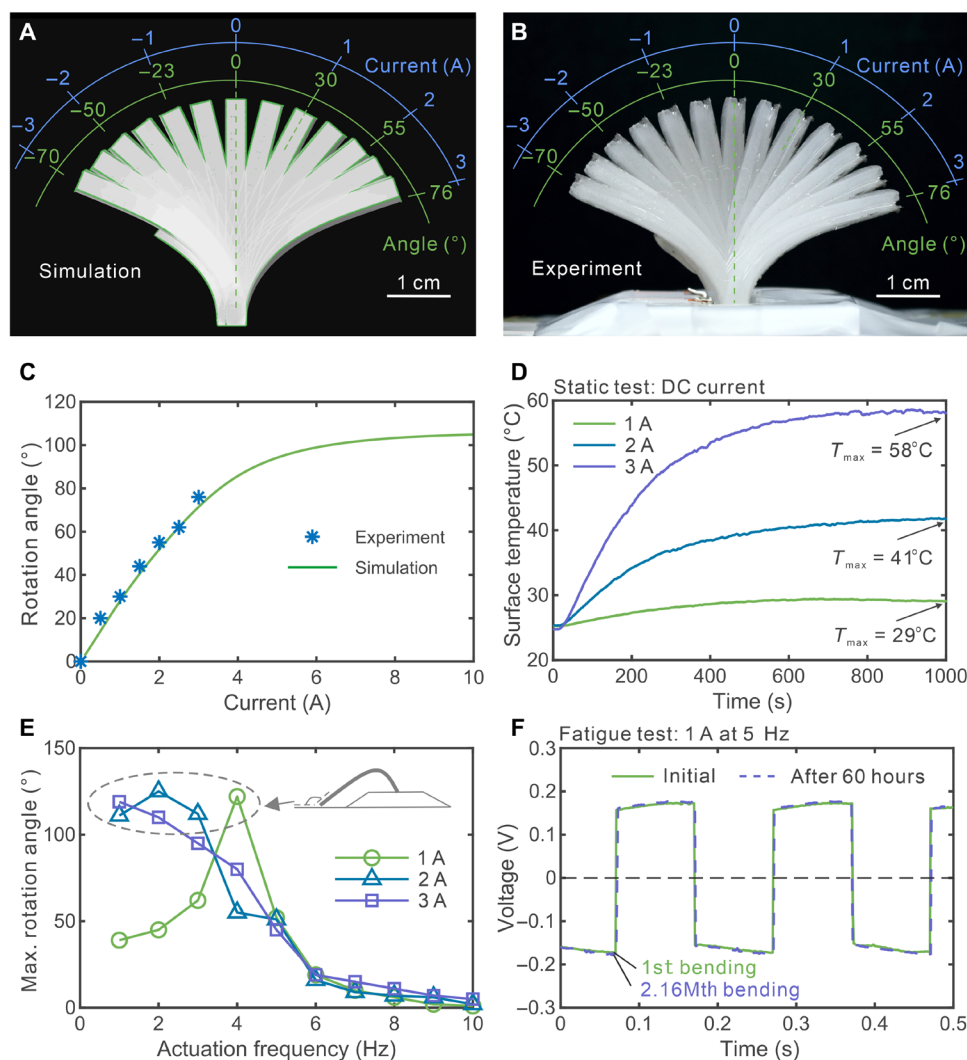 A
0
−1
1
−2
Current (A)
2
−3
3
0
−23
30
−50
55
−70
76
Angle (°)
Simulation
1 cm
B
0
−1
1
−2
Current (A)
2
−3
3
0
−23
30
−50
55
−70
76
Angle (°)
Experiment
1 cm
C
120
100
80
60
40
20
0
Rotation angle (°)
Experiment
Simulation
0 2 4 6 8 10
Current (A)
D
Static test: DC current
60
50
40
30
20
Surface temperature (°C)
1 A
2 A
3 A
Tmax = 58°C
Tmax = 41°C
Tmax = 29°C
0 200 400 600 800 1000
Time (s)
E
150
100
50
0
Max. rotation angle (°)
1 A
2 A
3 A
0 2 4 6 8 10
Actuation frequency (Hz)
F
Fatigue test: 1 A at 5 Hz
0.3
0.2
0.1
0
−0.1
−0.2
−0.3
Voltage (V)
Initial After 60 hours
1st bending
2.16Mth bending
0 0.1 0.2 0.3 0.4 0.5
Time (s)